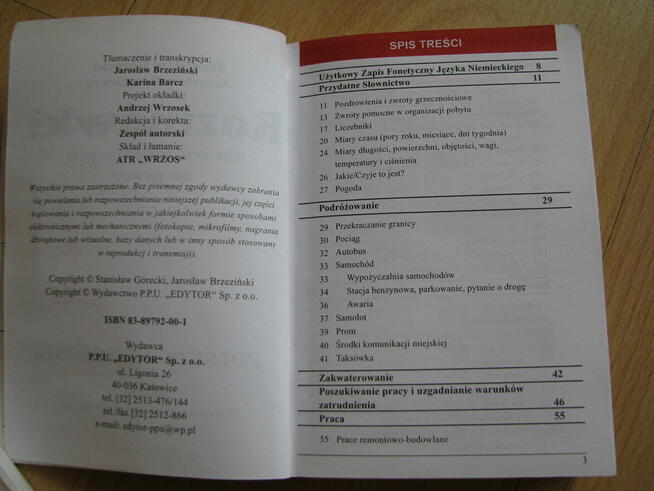 Tłumaczenie i transkrypcja:
Jarosław Brzeziński
Karina Barcz
Projekt okładki:
Andrzej Wrzosek
Redakcja i korekta:
Zespół autorski
Skład i łamanie:
ATR „WRZOS"
Wszystkie prawa zastrzeżone. Bez pisemnej zgody wydawcy zabrania
się powielania lub rozpowszechniania niniejszej publikacji, jej części
kopiowania i rozpowszechniania w jakiejkolwiek formie sposobami
elektronicznymi lub mechanicznymi (fotokopie, mikrofilmy, nagrania
dźwiękowe lub wizualne, bazy danych lub w inny sposób stosowany
w reprodukcj i transmisji).
Copyright © Stanisław Górecki, Jarosław Brzeziński
Copyright © Wydawnictwo P.P.U. „EDYTOR" Sp. z o.o.
ISBN 83-89792-00-1
Wydawca
P.P.U. „EDYTOR" Sp. z o.o.
ul. Ligonia 26
40-036 Katowice
tel. [32] 2513-476/144
tel./fax [32] 2512-866
e-mail: edytor-ppu@wp.pl
SPIS TREŚCI
Użytkowy Zapis Fonetyczny Języka Niemieckiego 8
Przydatne Słownictwo 11
11 Pozdrowienia i zwroty grzecznościowe
13 Zwroty pomocne w organizacji pobytu
17 Liczebniki
20 Miary czasu (pory roku, miesiące, dni tygodnia)
24 Miary długości, powierzchni, objętości, wagi,
temperatury i ciśnienia
26 Jakie/Czyje to jest?
27 Pogoda
Podróżowanie 29
29 Przekraczanie granicy
30 Pociąg
32 Autobus
33 Samochód
33 Wypożyczalnia samochodów
34 Stacja benzynowa, parkowanie, pytanie o drogę
36 Awaria
37 Samolot
39 Prom
40 Środki komunikacji miejskiej
41 Taksówka
Zakwaterowanie 42
Poszukiwanie pracy i uzgadnianie warunków
zatrudnienia 46
Praca 55
55 Prace remontowo-budowlane
3